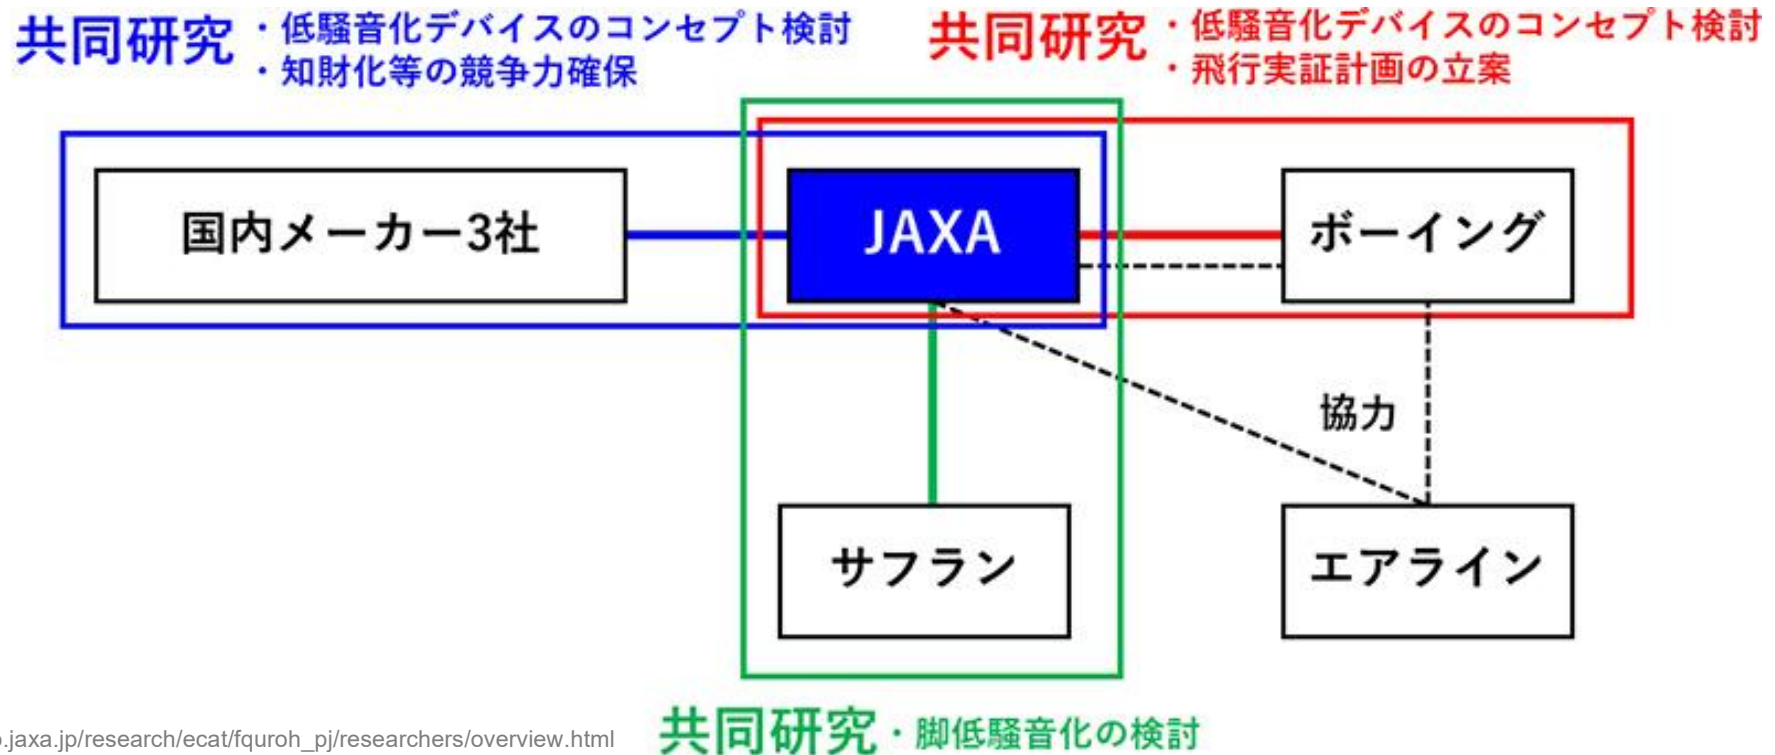 共同研究 ・低騒音化デバイスのコンセプト検討
・知財化等の競争力確保
共同研究 ・低騒音化デバイスのコンセプト検討
・飛行実証計画の立案
国内メーカー3社
JAXA
ボーイング
協力
サフラン
エアライン
共同研究 ・脚低騒音化の検討
.jaxa.jp/research/ecat/fquroh_pj/researchers/overview.html